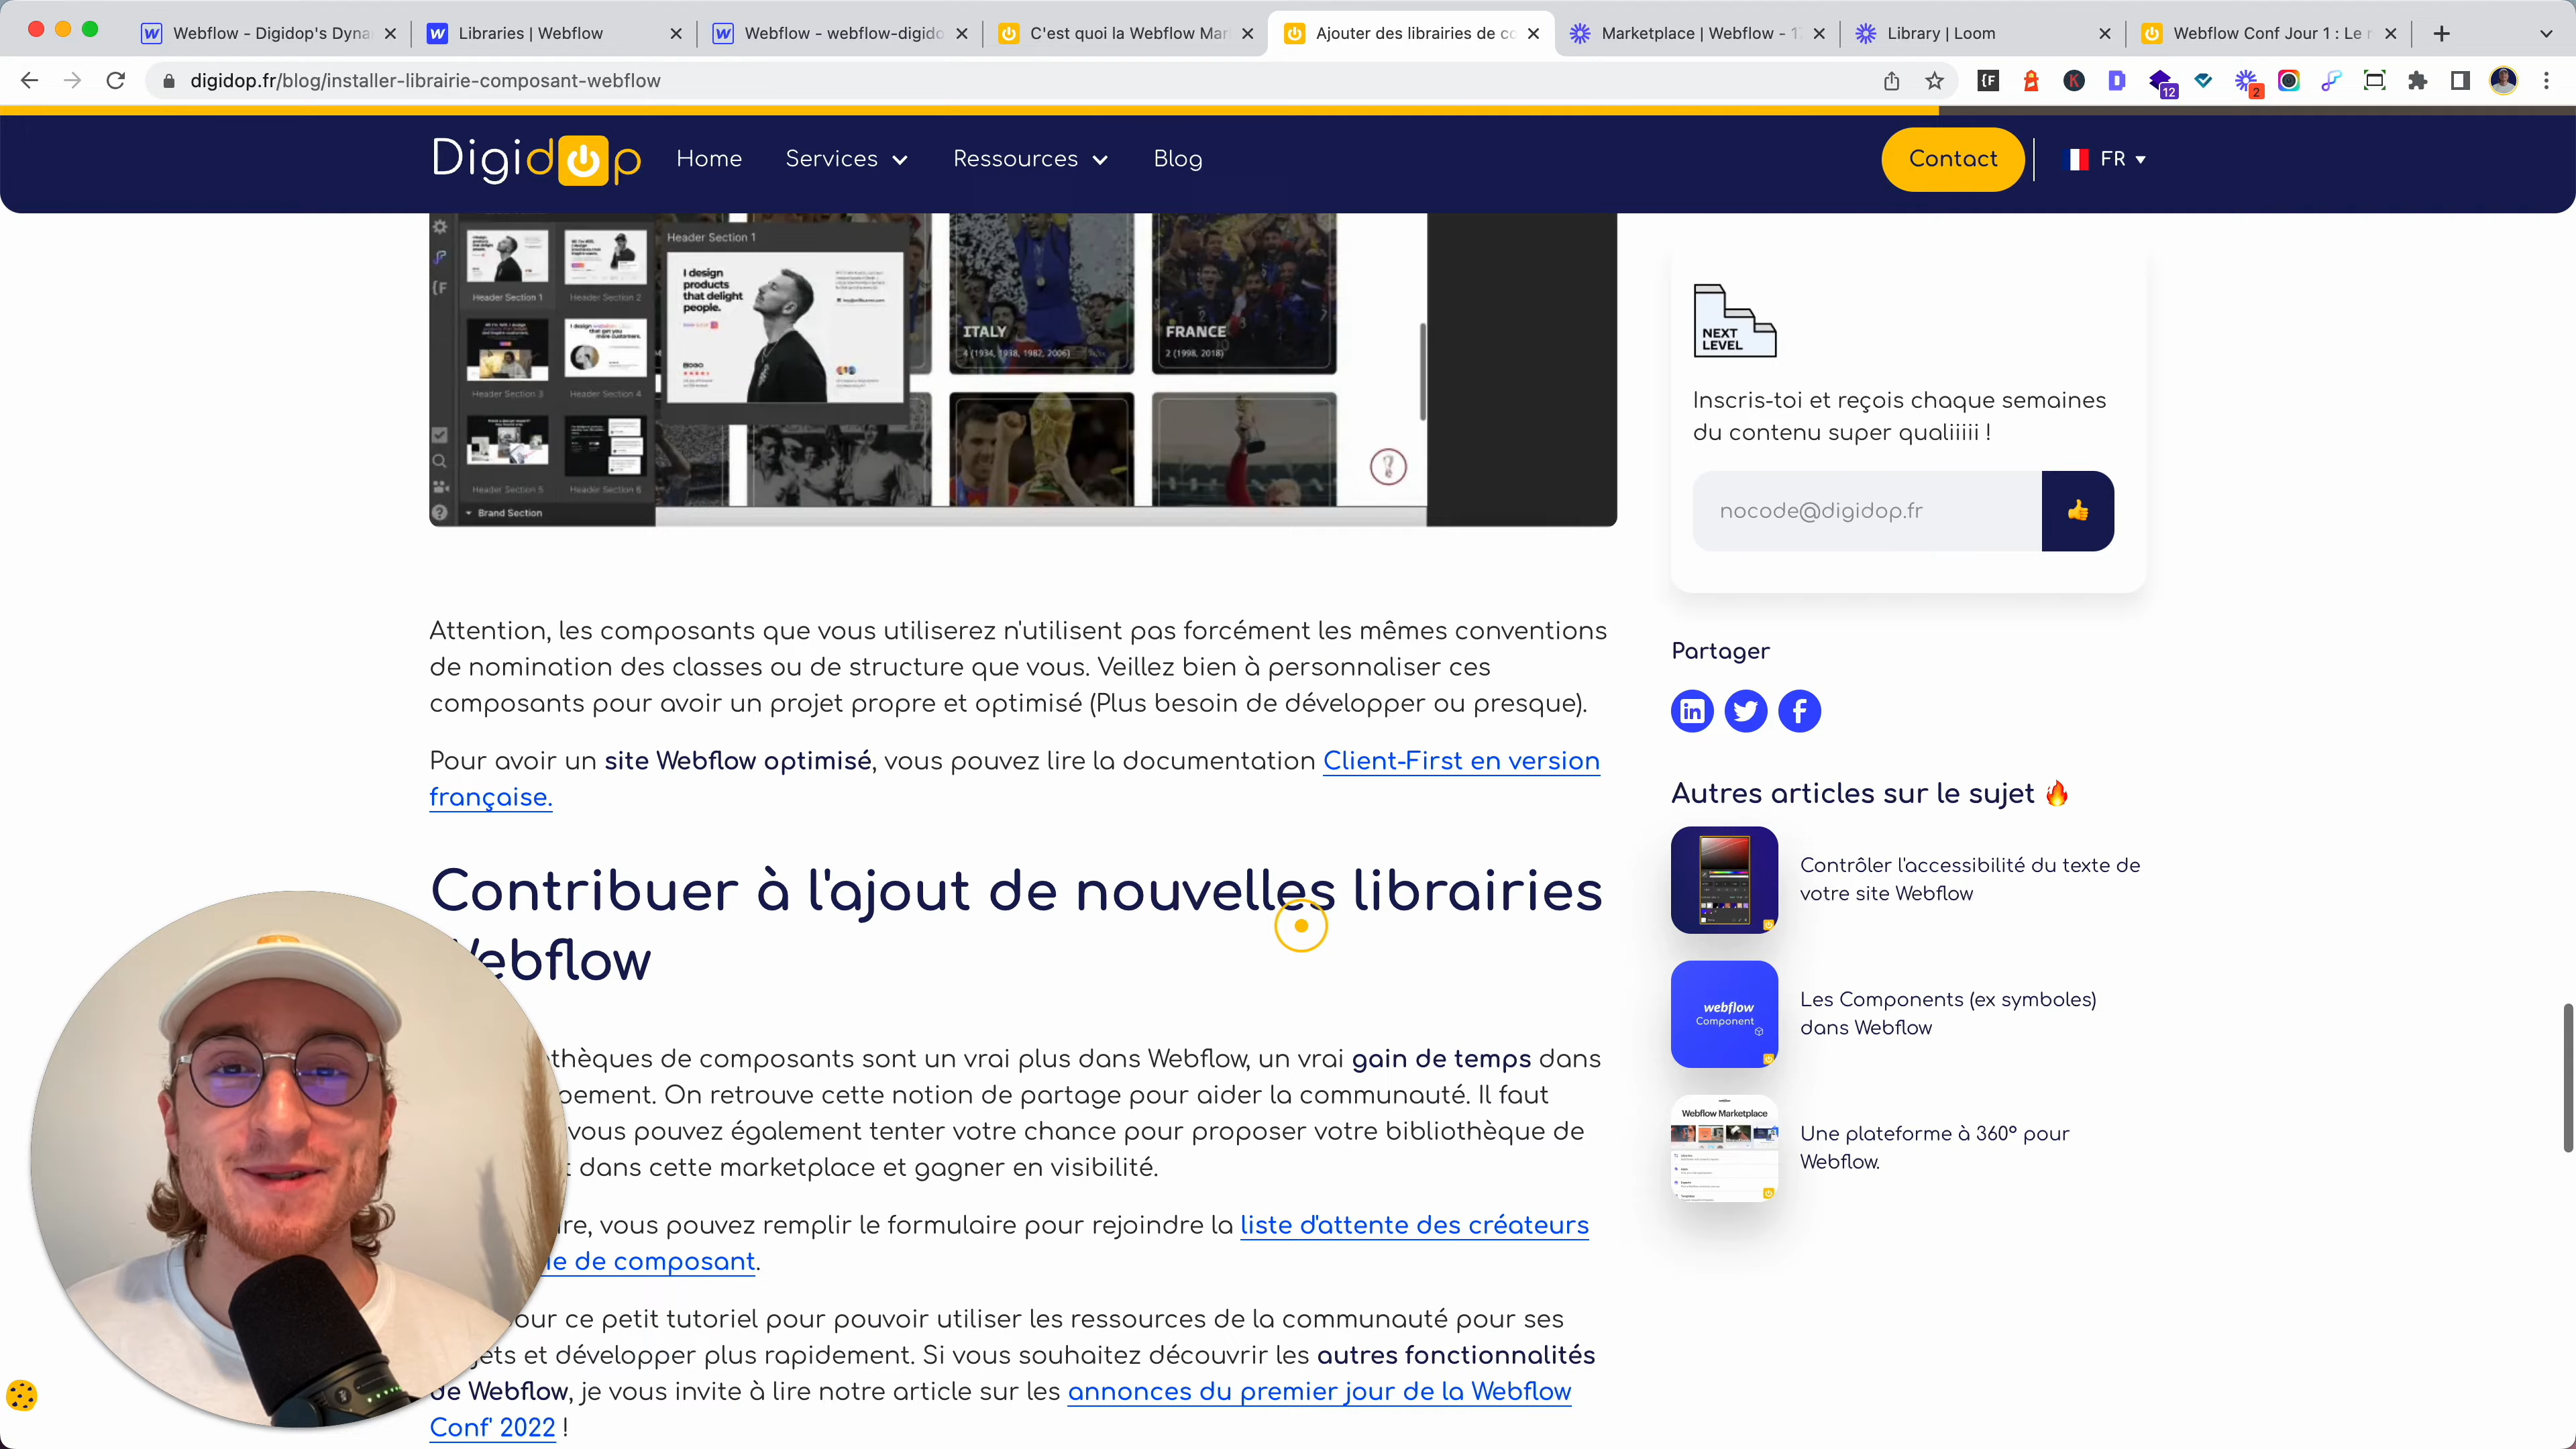 Webflow - Digidop's Dyna
Libraries | Webflow
Webflow - webflow-digido
C'est quoi la Webflow Mar
Ajouter des librairies de co
Marketplace | Webflow - 1
Library | Loom
Webflow Conf Jour 1 : Le r
digidop.fr/blog/installer-librairie-composant-webflow
12
2
Digidop
Home
Services
Ressources
Blog
Contact
FR
Header Section 1
Header Section 2
Header Section 3
Header Section 4
Header Section 5
Header Section 6
Brand Section
Header Section 1
I design
products
that delight
people.
ITALY
4 (1934, 1938, 1982, 2006)
FRANCE
2 (1998, 2018)
NEXT
LEVEL
Inscris-toi et reçois chaque semaines
du contenu super qualiiiii !
nocode@digidop.fr
Attention, les composants que vous utiliserez n'utilisent pas forcément les mêmes conventions
de nomination des classes ou de structure que vous. Veillez bien à personnaliser ces
composants pour avoir un projet propre et optimisé (Plus besoin de développer ou presque).
Pour avoir un site Webflow optimisé, vous pouvez lire la documentation Client-First en version
française.
Partager
Autres articles sur le sujet
Contrôler l'accessibilité du texte de
votre site Webflow
webflow
Component
Les Components (ex symboles)
dans Webflow
Webflow Marketplace
Une plateforme à 360° pour
Webflow.
Contribuer à l'ajout de nouvelles librairies
Webflow
thèques de composants sont un vrai plus dans Webflow, un vrai gain de temps dans
pement. On retrouve cette notion de partage pour aider la communauté. Il faut
vous pouvez également tenter votre chance pour proposer votre bibliothèque de
t dans cette marketplace et gagner en visibilité.
re, vous pouvez remplir le formulaire pour rejoindre la liste d'attente des créateurs
ie de composant.
our ce petit tutoriel pour pouvoir utiliser les ressources de la communauté pour ses
jets et développer plus rapidement. Si vous souhaitez découvrir les autres fonctionnalités
de Webflow, je vous invite à lire notre article sur les annonces du premier jour de la Webflow
Conf' 2022 !